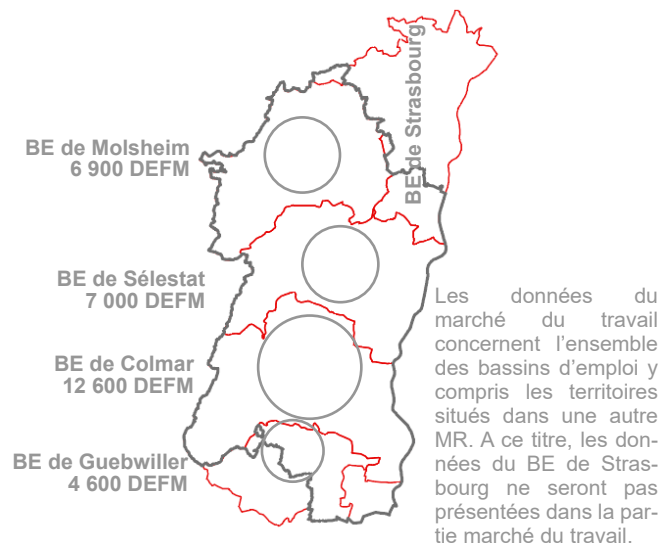 BE de Strasbourg
BE de Molsheim
6 900 DEFM
BE de Sélestat
7 000 DEFM
BE de Colmar
12 600 DEFM
BE de Guebwiller
4 600 DEFM
Les données du
marché du travail
concernent l’ensemble
des bassins d’emploi y
compris les territoires
situés dans une autre
MR. A ce titre, les don-
nées du BE de Stras-
bourg ne seront pas
présentées dans la par-
tie marché du travail.